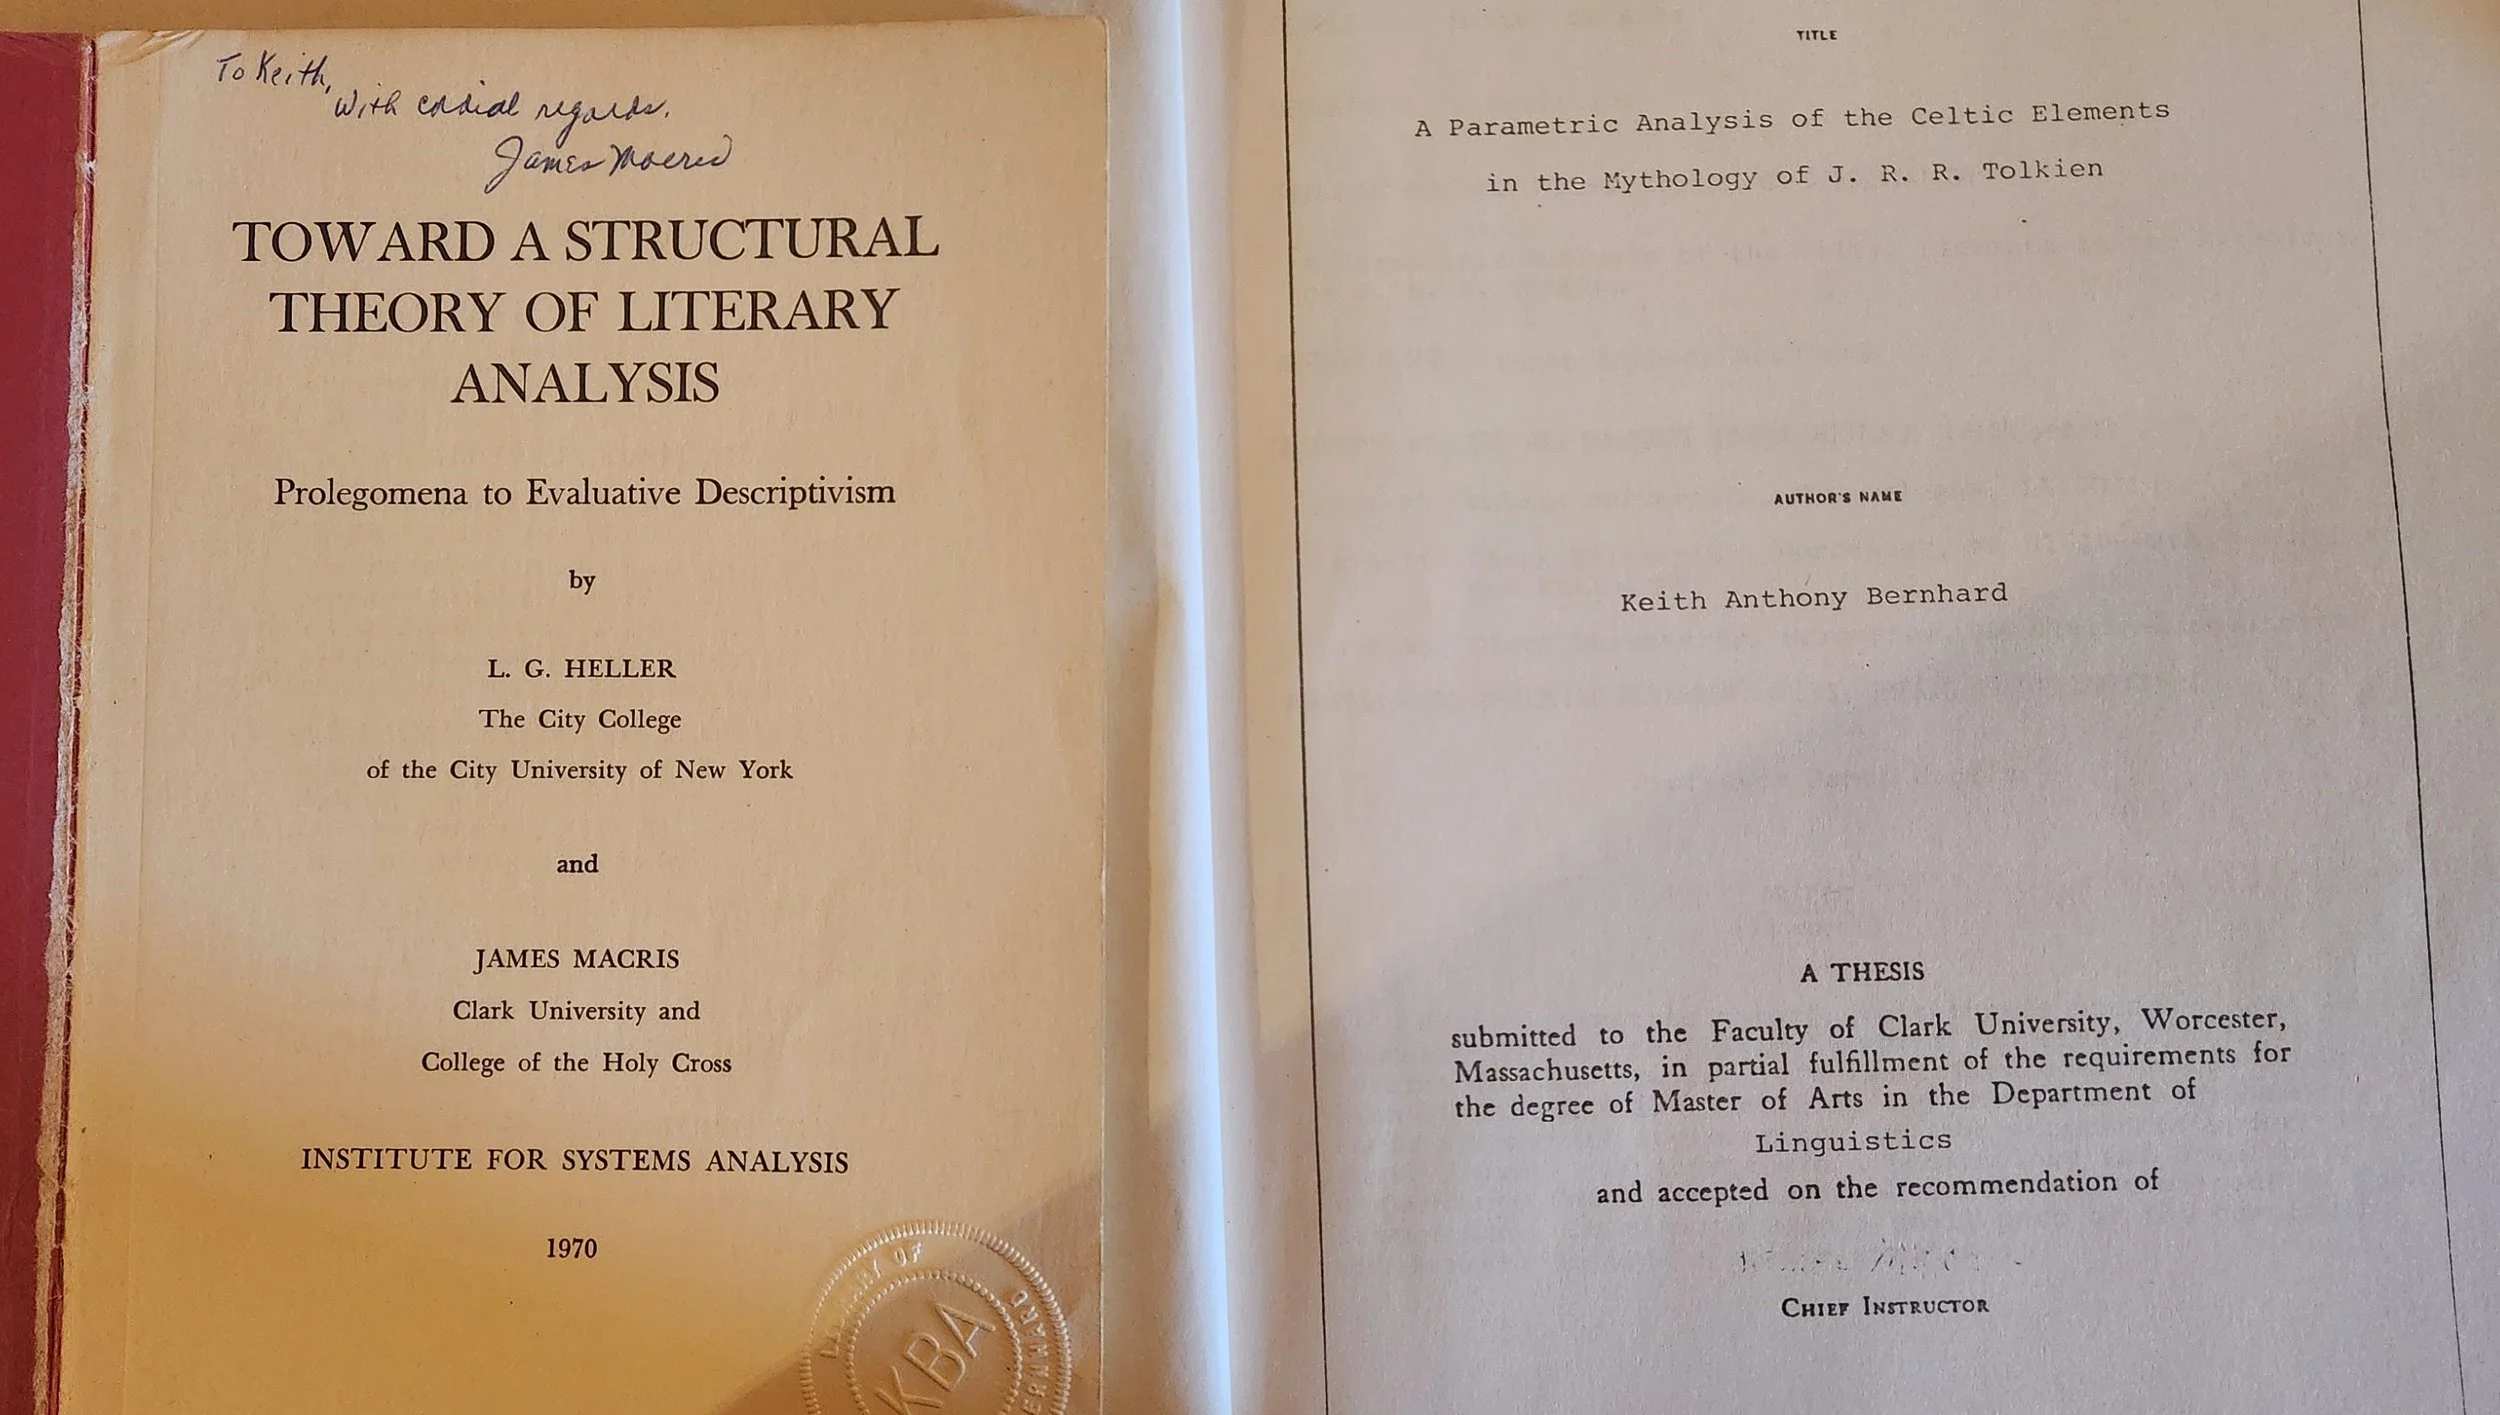 To Keith,
With cordial regards.
James Macris
TOWARD A STRUCTURAL
THEORY OF LITERARY
ANALYSIS
Prolegomena to Evaluative Descriptivism
by
L. G. HELLER
The City College
of the City University of New York
and
JAMES MACRIS
Clark University and
College of the Holy Cross
INSTITUTE FOR SYSTEMS ANALYSIS
1970
LIBRARY OF
KBA
TITLE
A Parametric Analysis of the Celtic Elements
in the Mythology of J. R. R. Tolkien
AUTHOR'S NAME
Keith Anthony Bernhard
A THESIS
submitted to the Faculty of Clark University, Worcester,
Massachusetts, in partial fulfillment of the requirements for
the degree of Master of Arts in the Department of
Linguistics
and accepted on the recommendation of
CHIEF INSTRUCTOR